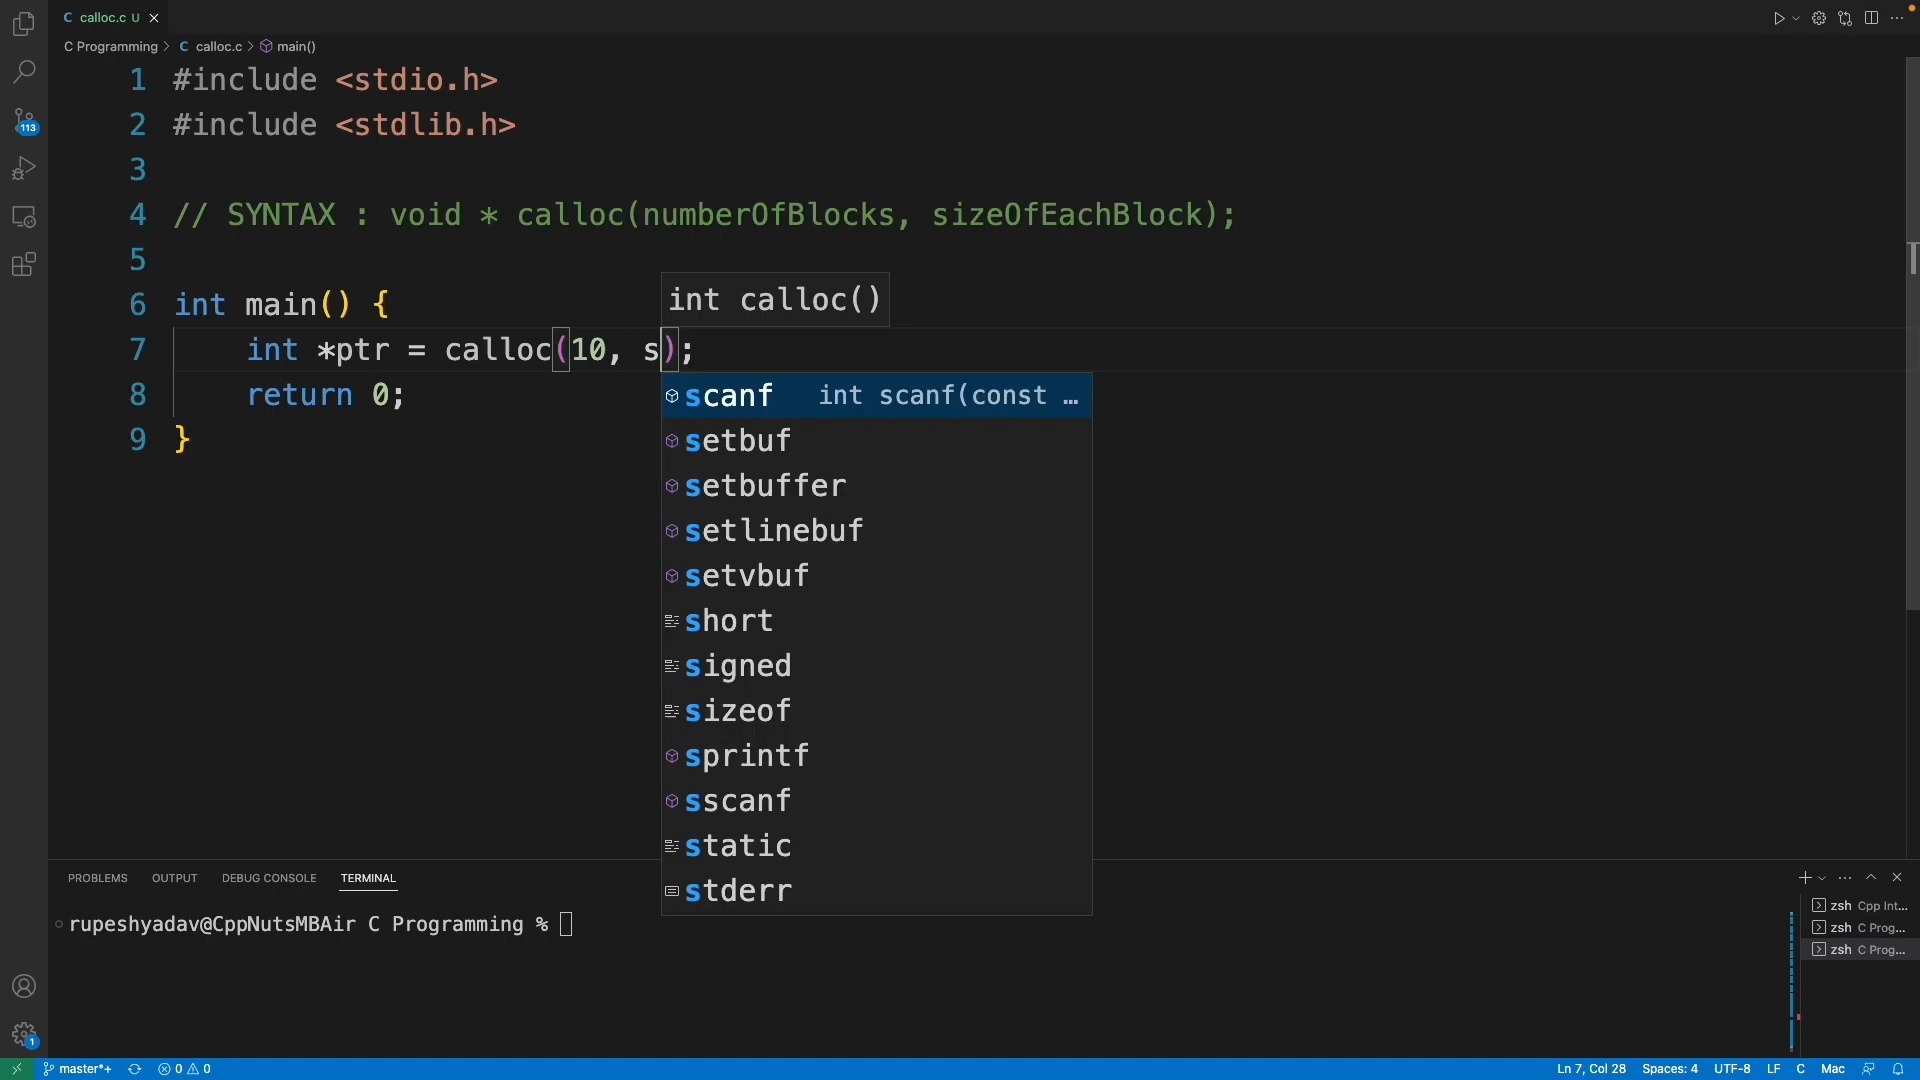 calloc.c U
C Programming > calloc.c > main()
1 #include <stdio.h>
2 #include <stdlib.h>
3
4 // SYNTAX : void * calloc(numberOfBlocks, sizeOfEachBlock);
5
int calloc()
6 int main() {
7 int *ptr = calloc(10, s);
8 return 0;
9 }
scanf int scanf(const …
setbuf
setbuffer
setlinebuf
setvbuf
short
signed
sizeof
sprintf
sscanf
static
stderr
113
PROBLEMS OUTPUT DEBUG CONSOLE TERMINAL
rupeshyadav@CppNutsMBAir C Programming %
zsh Cpp Int...
zsh C Prog...
zsh C Prog...
1
master*+ 0 0 Ln 7, Col 28 Spaces: 4 UTF-8 LF C Mac